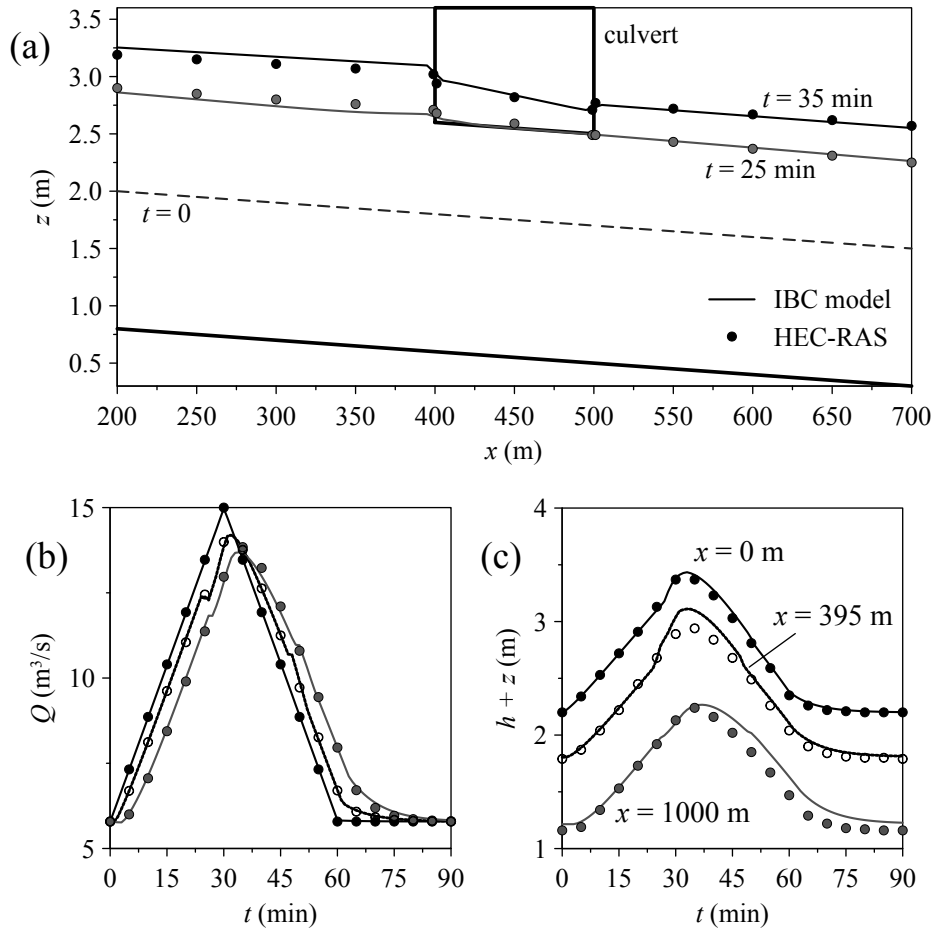 (a)
culvert
t = 35 min
t = 25 min
t = 0
IBC model
HEC-RAS
z (m)
3.5
3.0
2.5
2.0
1.5
1.0
0.5
200 250 300 350 400 450 500 550 600 650 700
x (m)
(b)
Q (m³/s)
15
10
5
0 15 30 45 60 75 90
t (min)
(c)
x = 0 m
x = 395 m
x = 1000 m
h + z (m)
4
3
2
1
0 15 30 45 60 75 90
t (min)